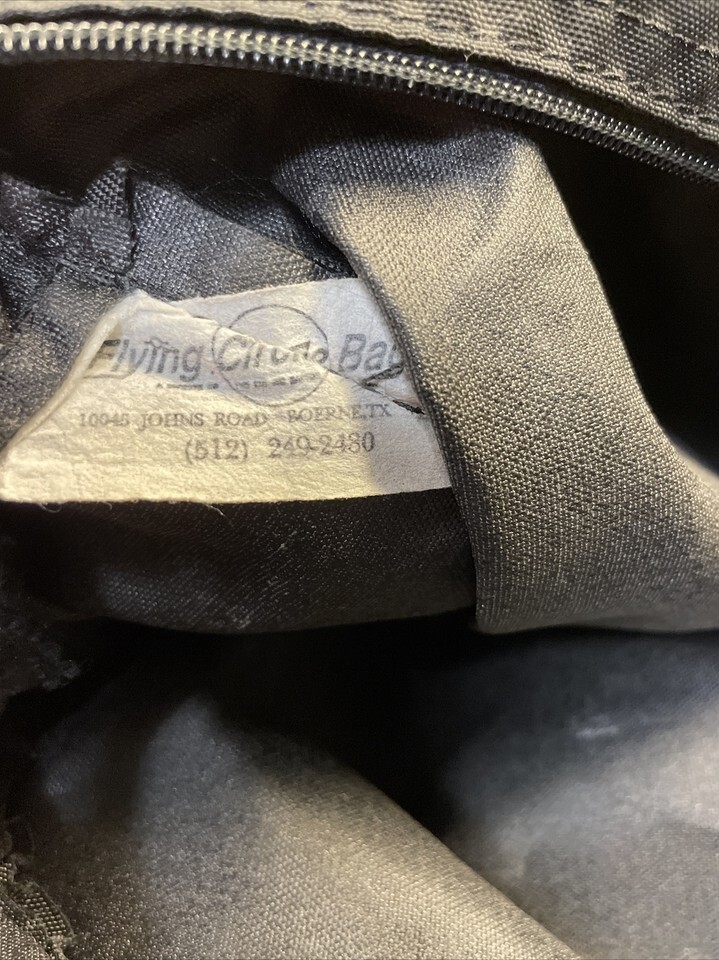 Flying Circle Bag
10045 JOHNS ROAD BOERNE,TX
(512) 249-2480